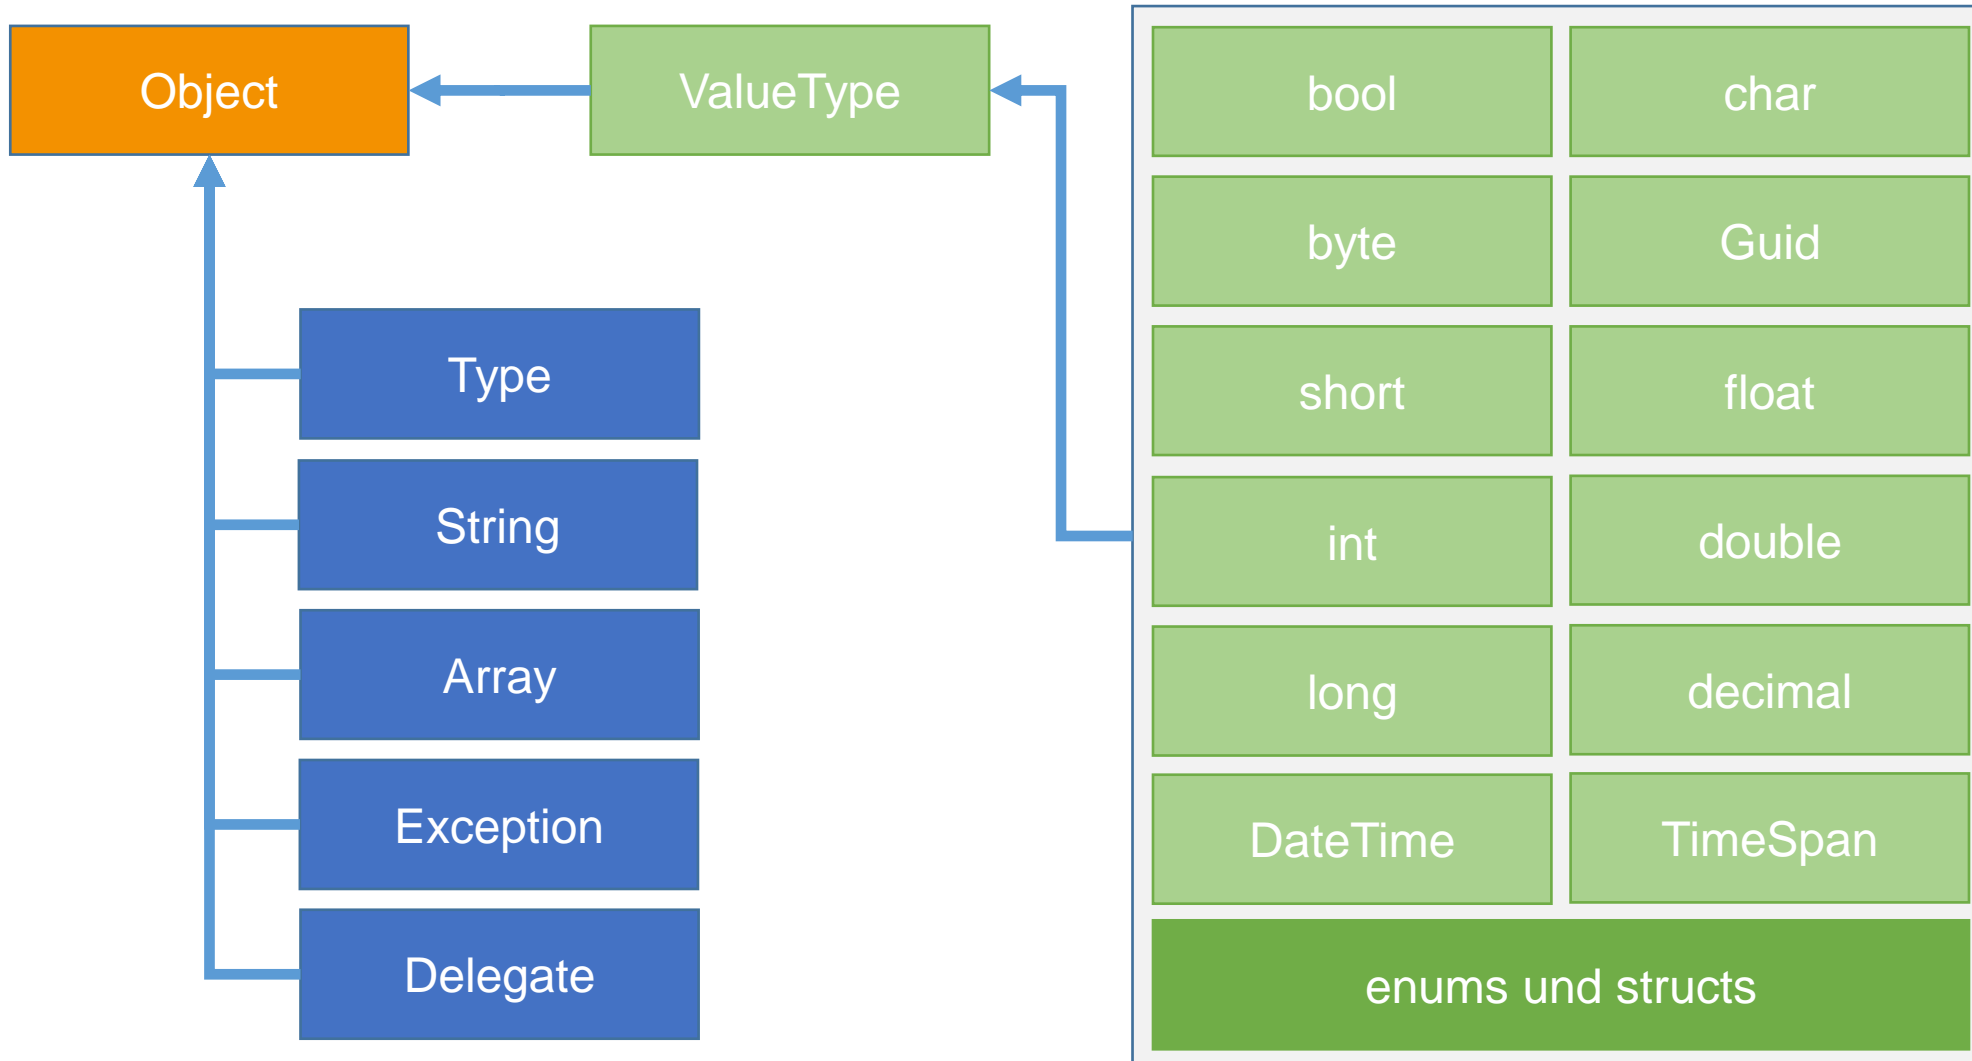 Object
ValueType
bool
char
byte
Guid
short
float
int
double
long
decimal
DateTime
TimeSpan
enums und structs
Type
String
Array
Exception
Delegate